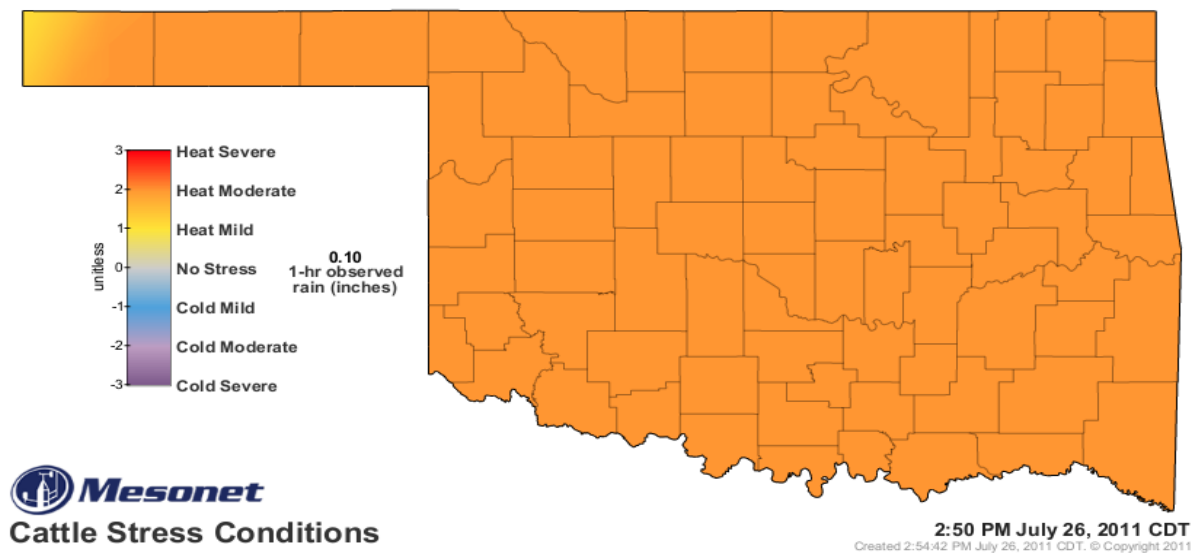 3
Heat Severe
2
Heat Moderate
1
Heat Mild
0
No Stress
-1
Cold Mild
-2
Cold Moderate
-3
Cold Severe
unitless
0.10
1-hr observed
rain (inches)
Mesonet
Cattle Stress Conditions
2:50 PM July 26, 2011 CDT
Created 2:54:42 PM July 26, 2011 CDT. © Copyright 2011